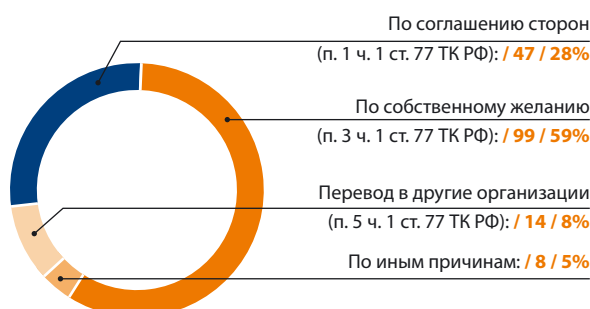 По соглашению сторон
(п. 1 ч. 1 ст. 77 ТК РФ): / 47 / 28%
По собственному желанию
(п. 3 ч. 1 ст. 77 ТК РФ): / 99 / 59%
Перевод в другие организации
(п. 5 ч. 1 ст. 77 ТК РФ): / 14 / 8%
По иным причинам: / 8 / 5%